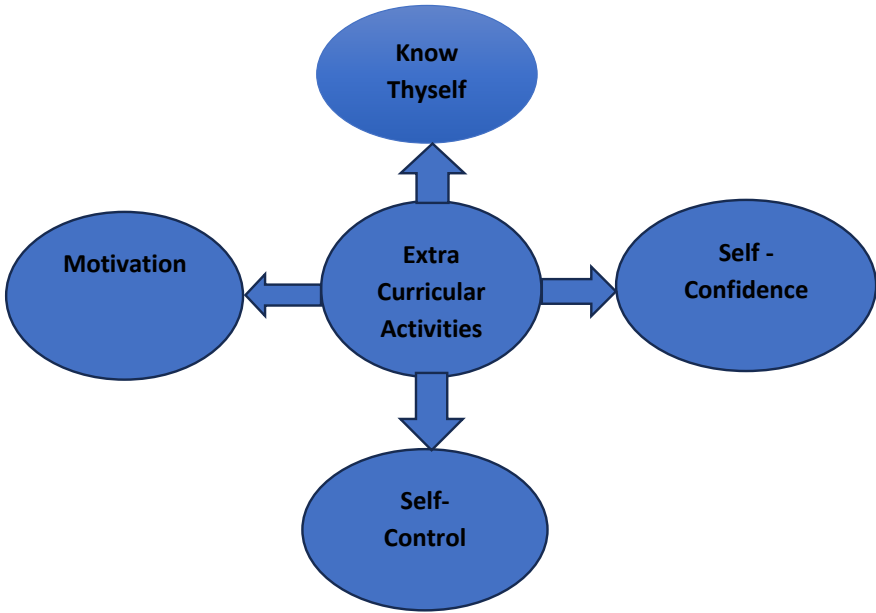 Know
Thyself
Motivation
Extra
Curricular
Activities
Self -
Confidence
Self-
Control